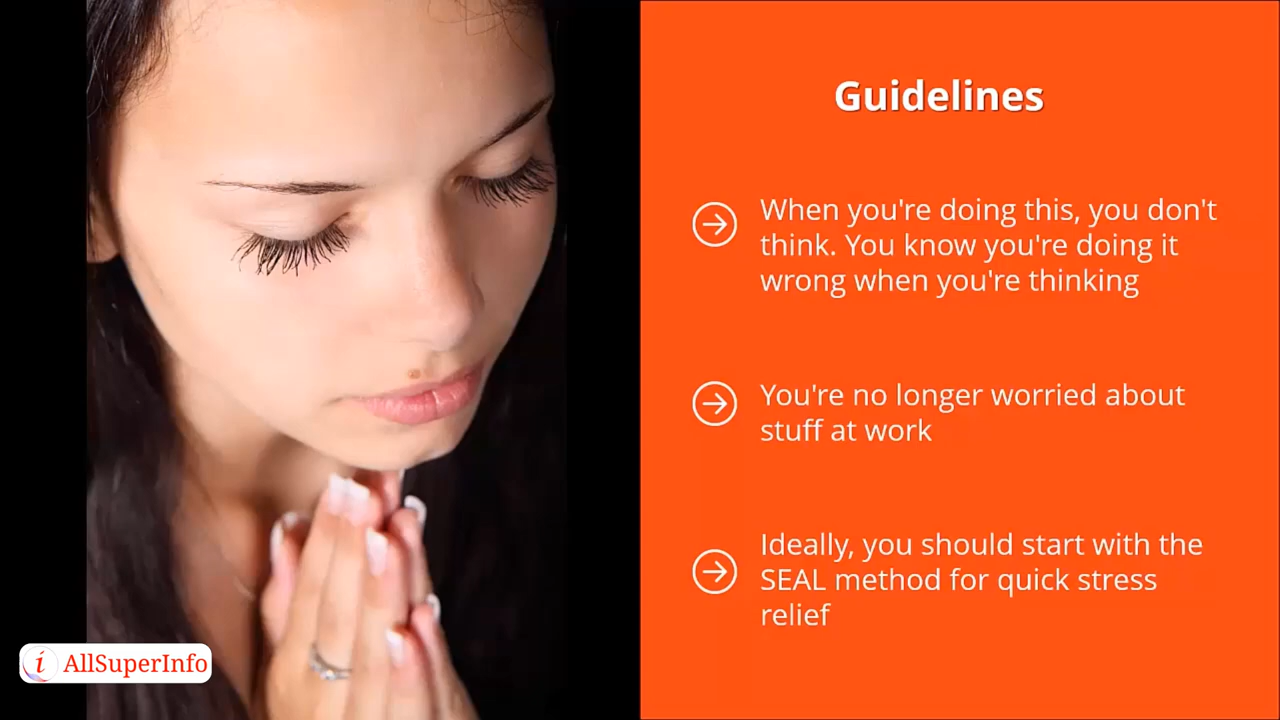 Guidelines
When you're doing this, you don't
think. You know you're doing it
wrong when you're thinking
You're no longer worried about
stuff at work
Ideally, you should start with the
SEAL method for quick stress
relief
i AllSuperInfo